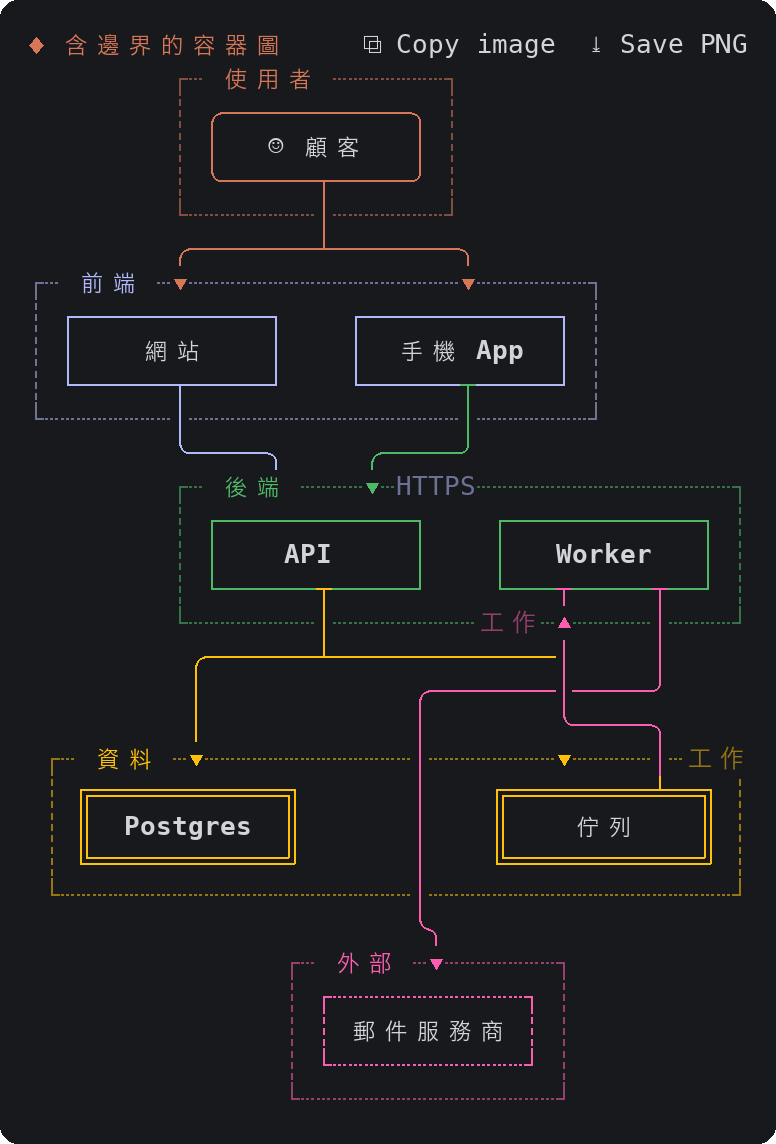 ♦ 含邊界的容器圖 ⿻ Copy image ⤓ Save PNG
使用者
☺ 顧客
前端
網站 手機 App
後端 HTTPS
API Worker
工作
資料 工作
Postgres 佇列
外部
郵件服務商